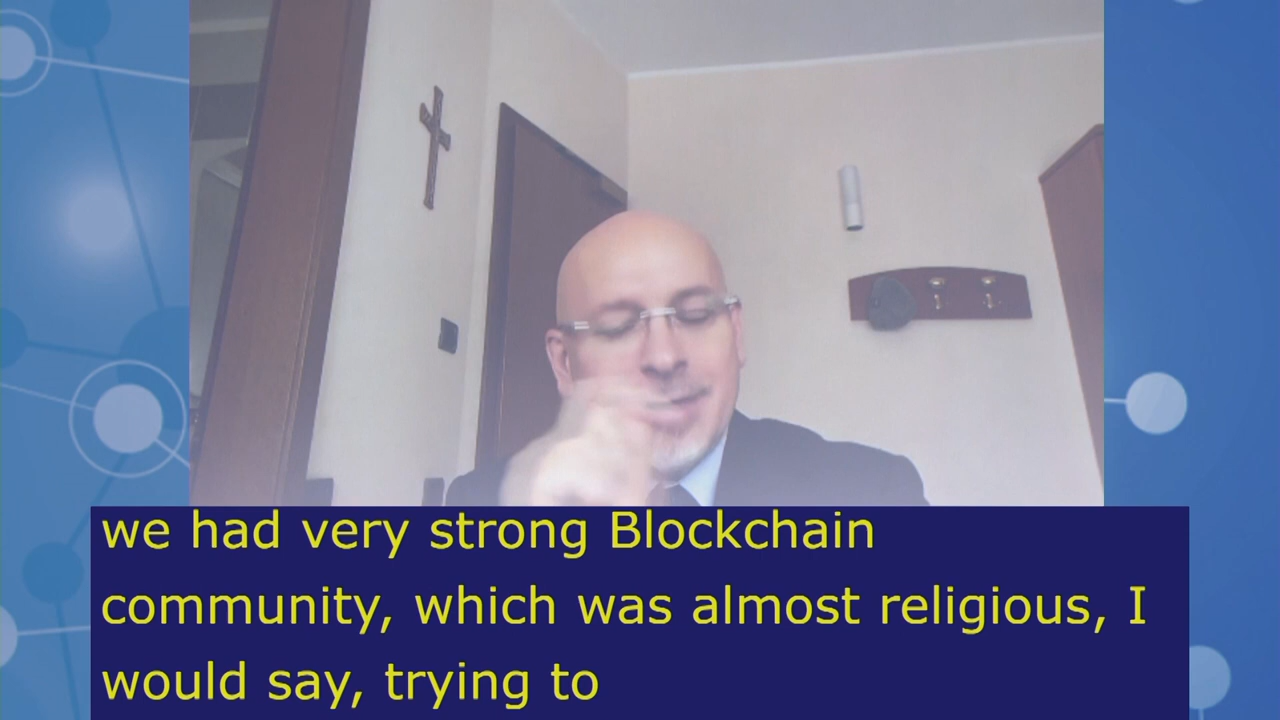 we had very strong Blockchain
community, which was almost religious, I
would say, trying to